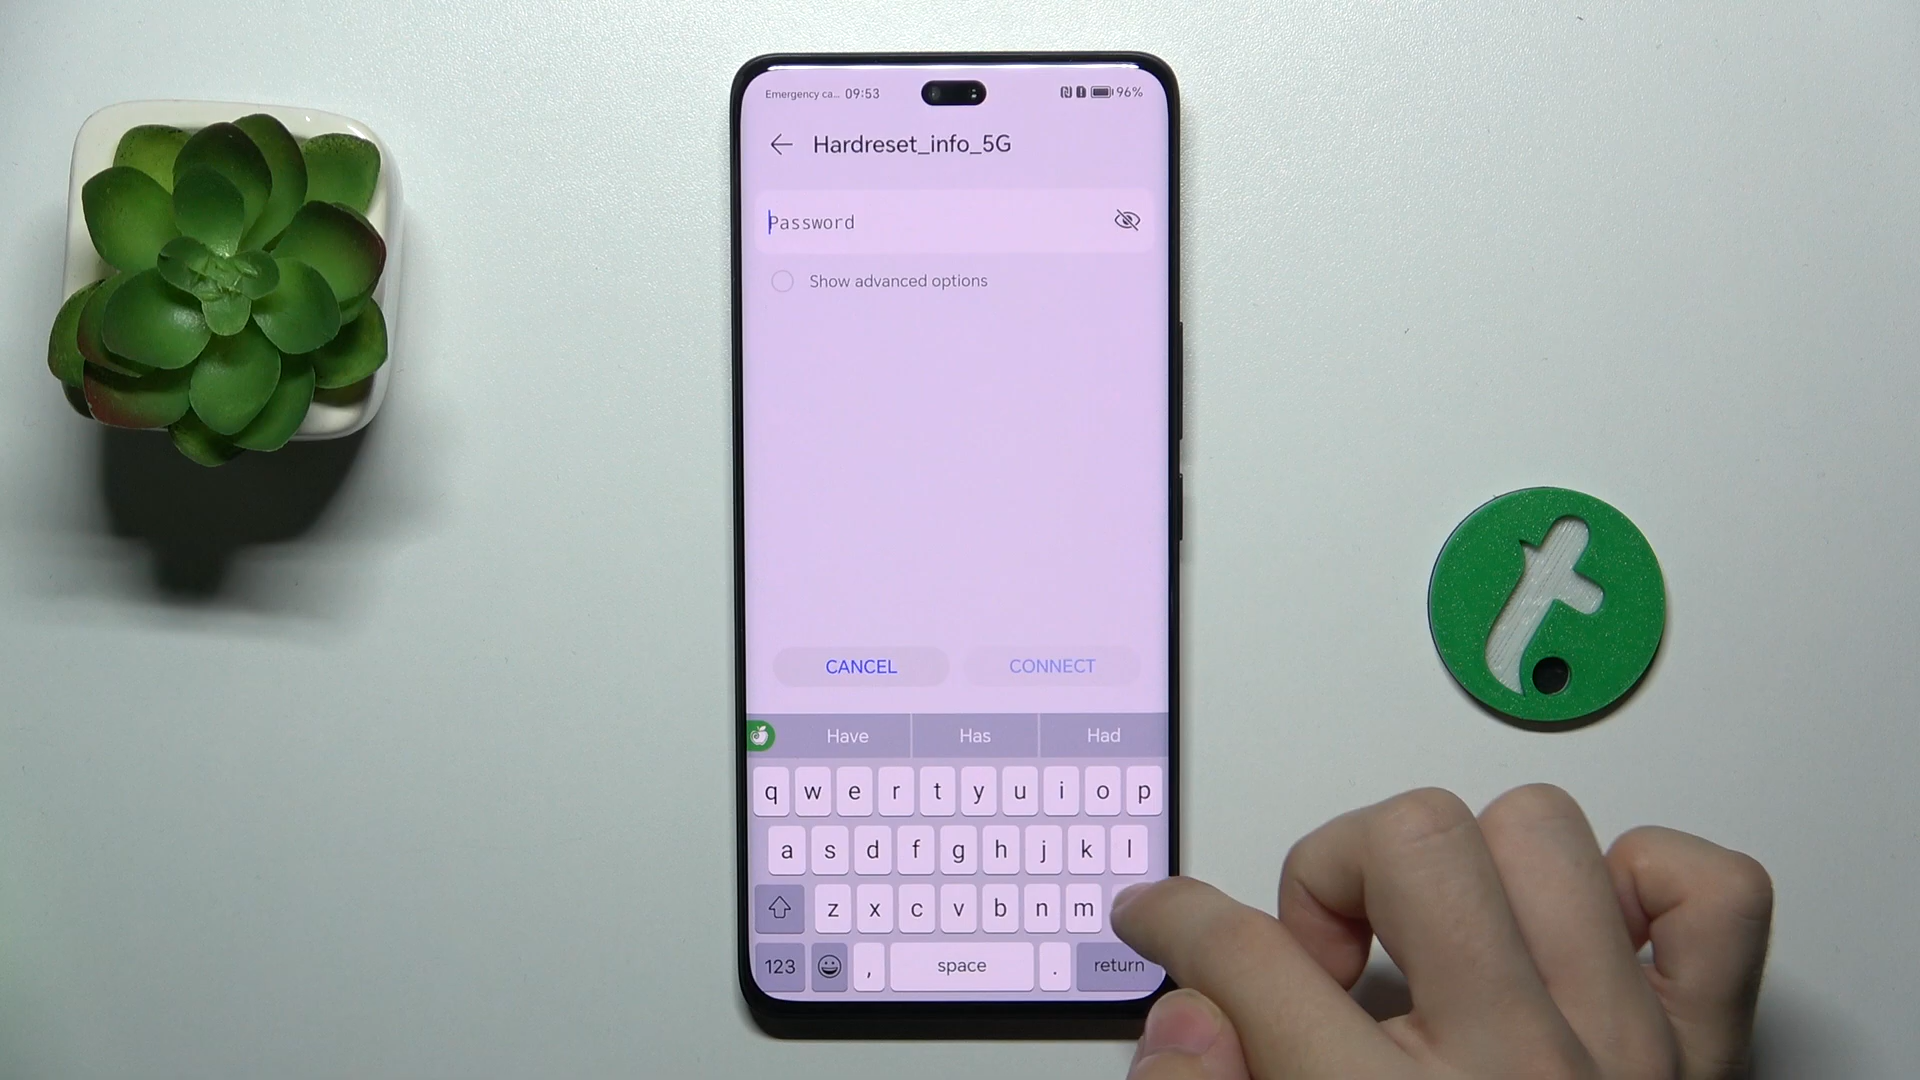 Emergency ca... 09:53 96%
Hardreset_info_5G
Password
Show advanced options
CANCEL CONNECT
Have Has Had
q w e r t y u i o p
a s d f g h j k l
z x c v b n m
123 , space . return